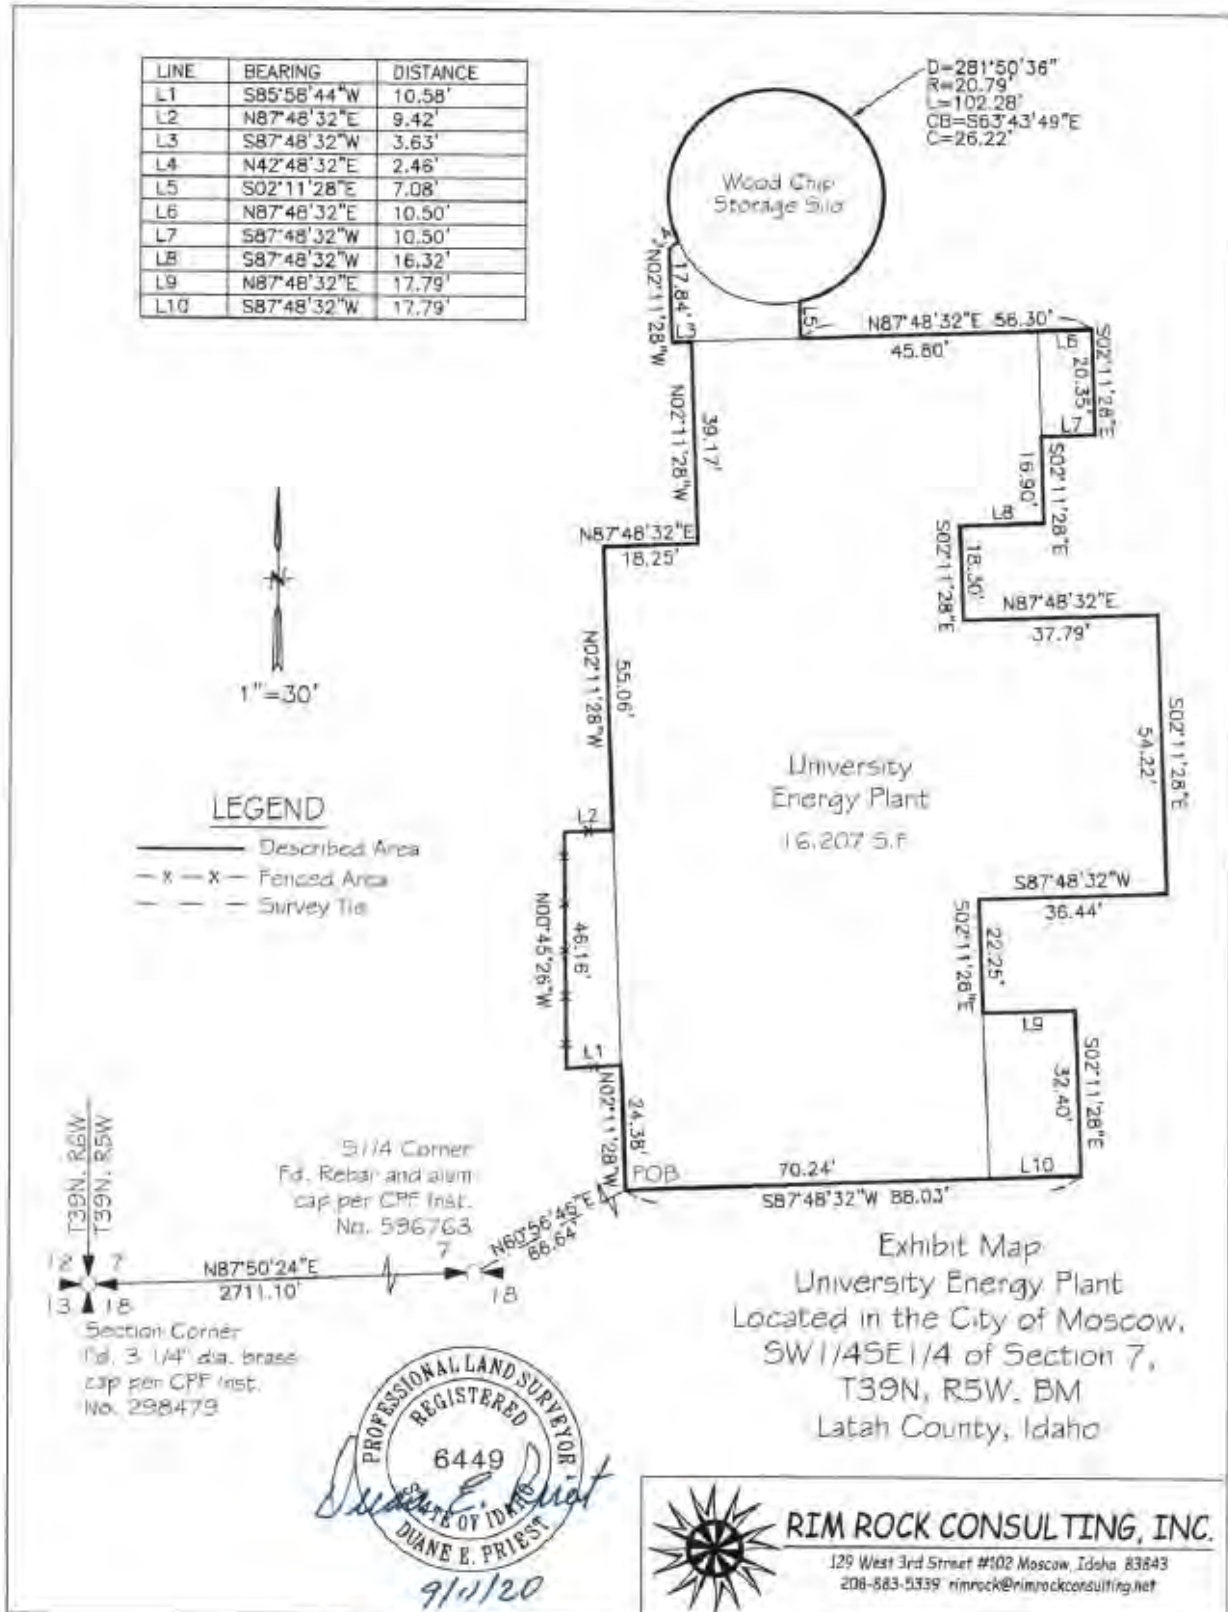 LINE BEARING DISTANCE
L1 S85°58'44"W 10.58'
L2 N87°48'32"E 9.42'
L3 S87°48'32"W 3.63'
L4 N42°48'32"E 2.46'
L5 S02°11'28"E 7.08'
L6 N87°48'32"E 10.50'
L7 S87°48'32"W 10.50'
L8 S87°48'32"W 16.32'
L9 N87°48'32"E 17.79'
L10 S87°48'32"W 17.79'
D=281°50'36"
R=20.79'
L=102.28'
CB=S63°43'49"E
C=26.22'
Wood Chip
Storage Silo
N02°11'28"W
17.84'
L5
N87°48'32"E 56.30'
45.80'
L6
S02°11'28"E
20.35'
L7
N02°11'28"W
39.17'
S02°11'28"E
16.90'
L8
N87°48'32"E
18.25'
S02°11'28"E
18.30'
N87°48'32"E
37.79'
N02°11'28"W
55.06'
S02°11'28"E
54.22'
N
1"=30'
University
Energy Plant
16,207 S.F.
LEGEND
Described Area
x x Fenced Area
Survey Tie
L2
N00°45'26"W
46.16'
L1
S87°48'32"W
36.44'
S02°11'28"E
22.25'
L9
S02°11'28"E
32.40'
N02°11'28"W
24.38'
POB
70.24'
L10
S87°48'32"W 88.03'
T39N, R6W
T39N, R5W
S1/4 Corner
Fd. Rebar and alum
cap per CPF Inst.
No. 596763
N60°56'46"E
66.64'
12 7
13 18
N87°50'24"E
2711.10'
7
18
Section Corner
Fd. 3 1/4" dia. brass
cap per CPF Inst.
No. 298479
Exhibit Map
University Energy Plant
Located in the City of Moscow,
SW1/4SE1/4 of Section 7,
T39N, R5W, BM
Latah County, Idaho
PROFESSIONAL LAND SURVEYOR
REGISTERED
6449
STATE OF IDAHO
DUANE E. PRIEST
Duane E. Priest
9/11/20
RIM ROCK CONSULTING, INC.
129 West 3rd Street #102 Moscow, Idaho 83843
208-883-5339 rimrock@rimrockconsulting.net